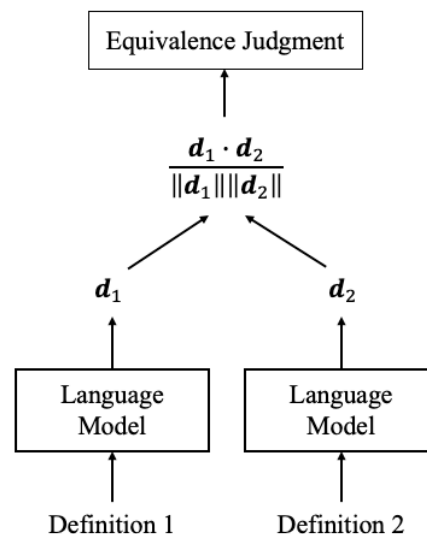 Equivalence Judgment
𝒅₁ · 𝒅₂
‖𝒅₁‖‖𝒅₂‖
𝒅₁ 𝒅₂
Language Language
Model Model
Definition 1 Definition 2